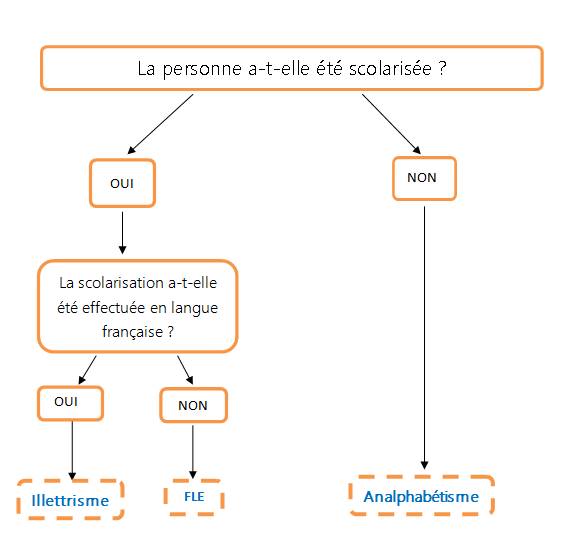 La personne a-t-elle été scolarisée ?
OUI
NON
La scolarisation a-t-elle
été effectuée en langue
française ?
OUI
NON
Illettrisme
FLE
Analphabétisme